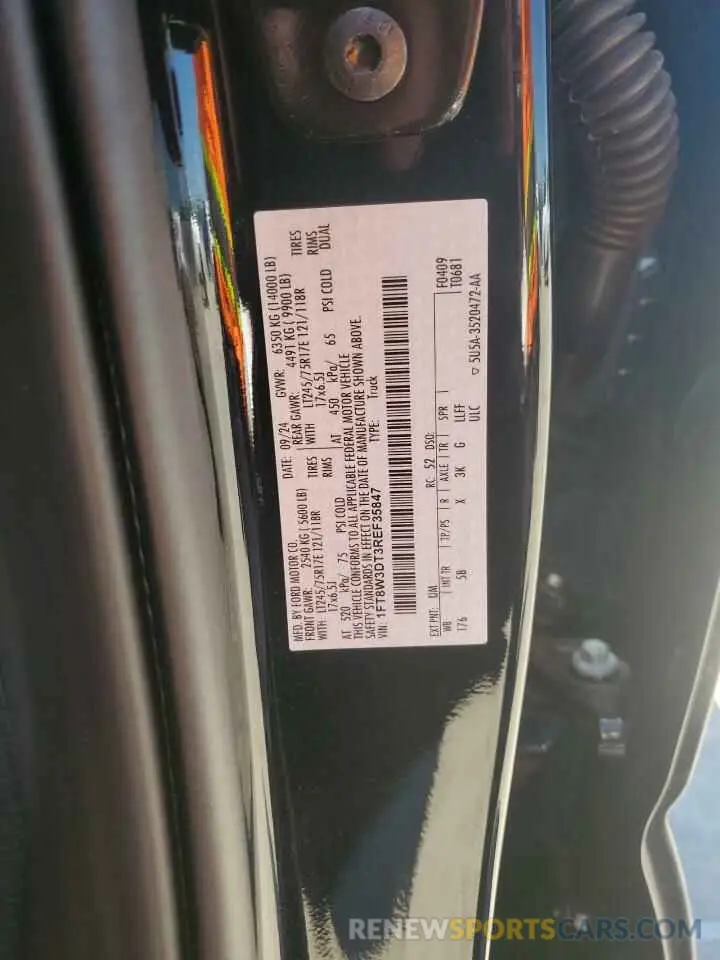 MFD. BY FORD MOTOR CO. DATE: 09/24 GVWR: 6350 KG (14000 LB)
FRONT GAWR: 2540 KG (5600 LB) REAR GAWR: 4491 KG (9900 LB)
WITH: LT245/75R17E 121/118R TIRES WITH LT245/75R17E 121/118R TIRES
17x6.5J RIMS 17x6.5J RIMS
AT 520 kPa/ 75 PSI COLD AT 450 kPa/ 65 PSI COLD DUAL
THIS VEHICLE CONFORMS TO ALL APPLICABLE FEDERAL MOTOR VEHICLE
SAFETY STANDARDS IN EFFECT ON THE DATE OF MANUFACTURE SHOWN ABOVE.
VIN: 1FT8W3DT3REF35847 TYPE: Truck
F0409
T0681
EXT PNT: UM RC: 52 DSO:
WB INT TR TP/PS R AXLE TR SPR
176 5B X 3K G LLFF
ULC
5U5A-3520472-AA
RENEWSPORTSCARS.COM